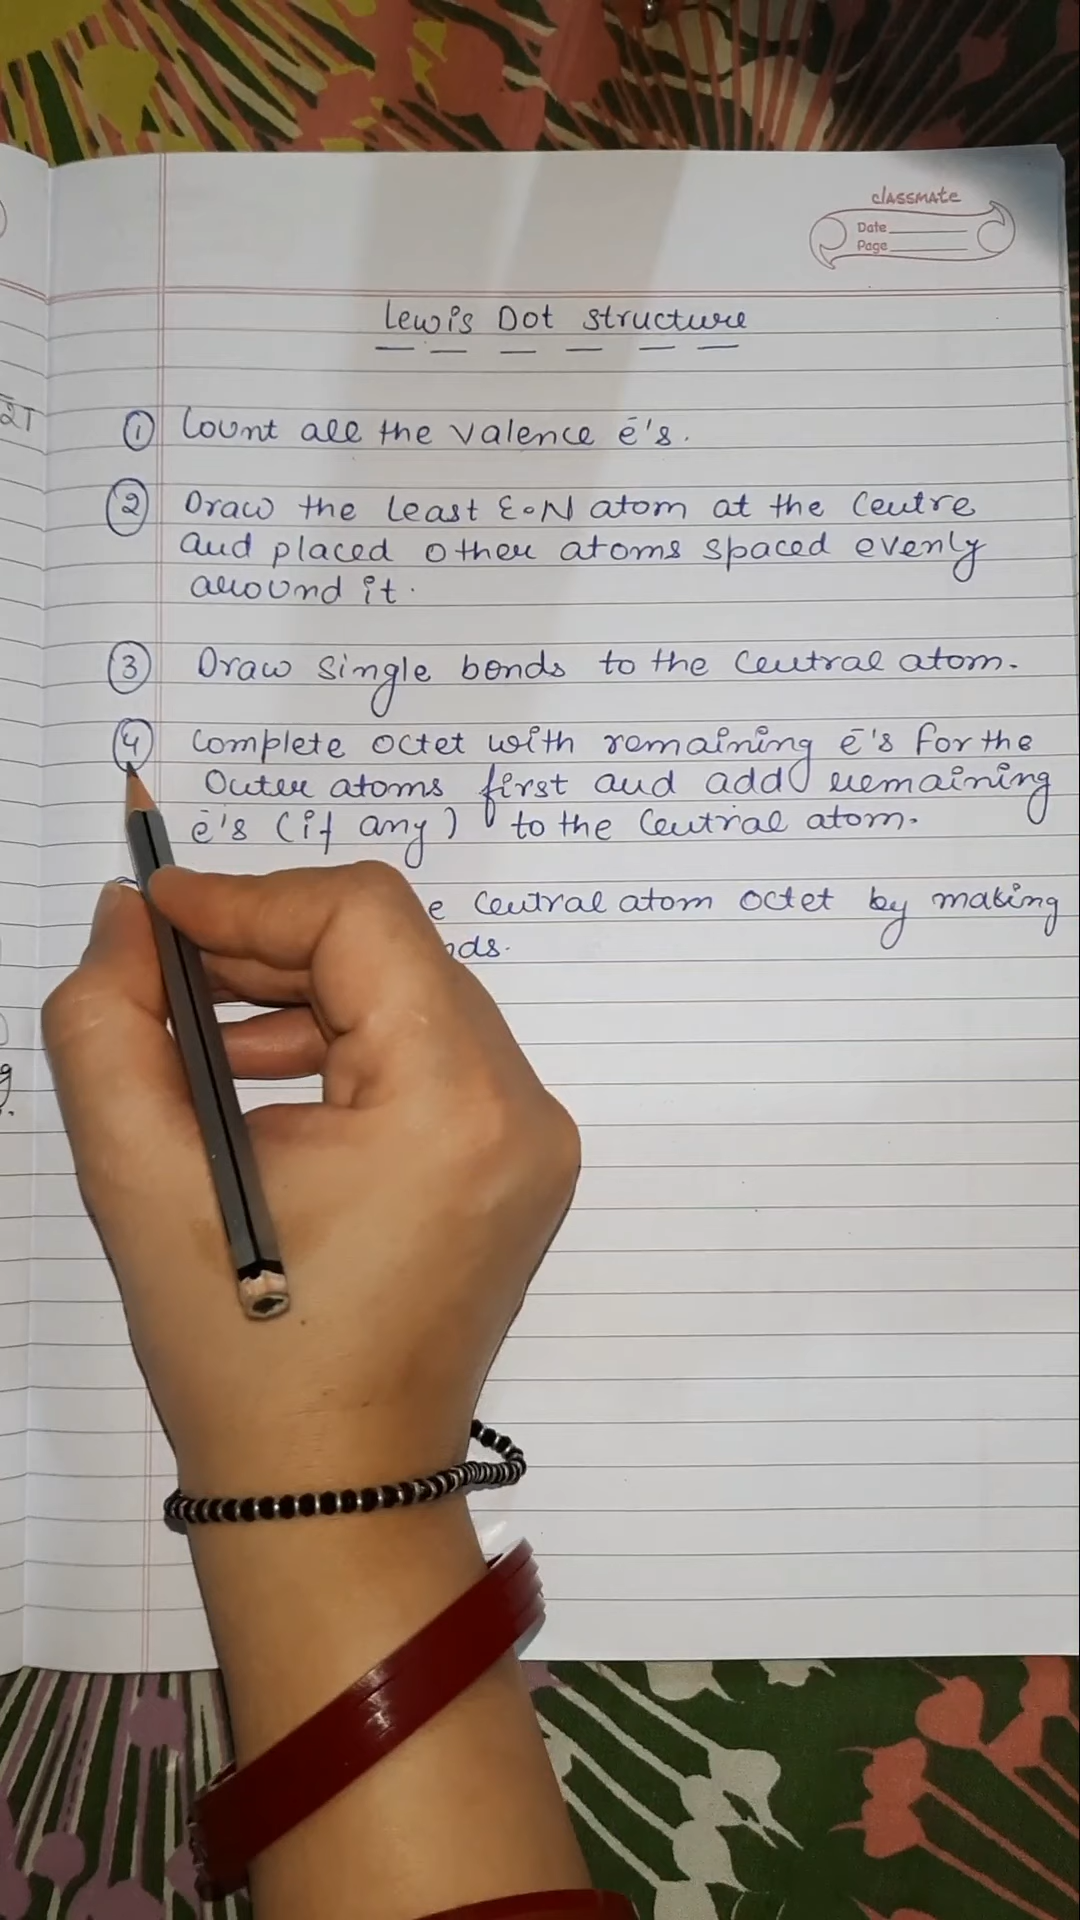 classmate
Date
Page
Lewis Dot structure
2T
① Count all the valence ē's.
② Draw the least E.N atom at the Centre
and placed other atoms spaced evenly
around it.
③ Draw single bonds to the central atom.
④ Complete octet with remaining ē's for the
Outer atoms first and add remaining
ē's (if any) to the Central atom.
e Central atom octet by making
nds.
g